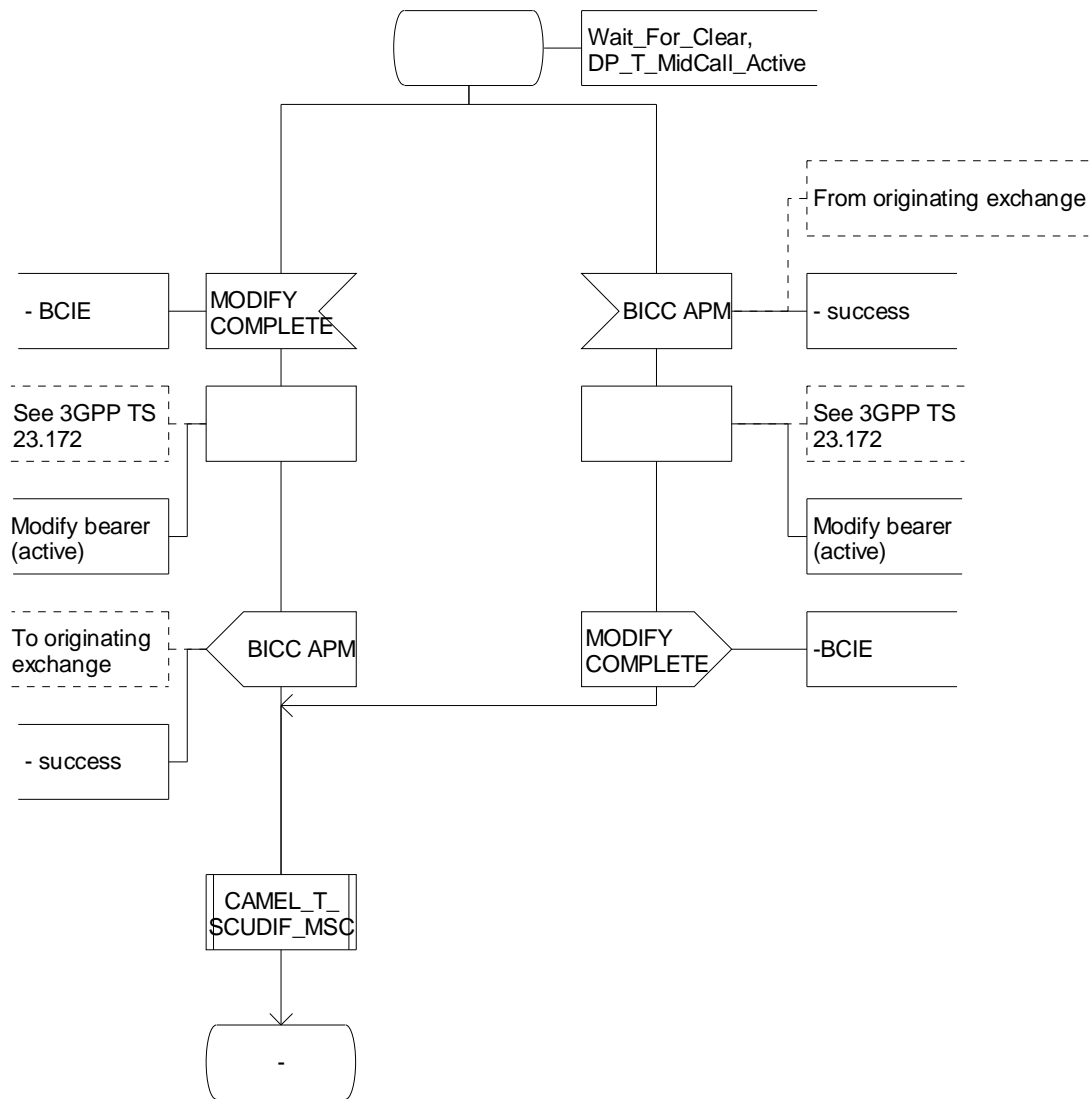 Wait_For_Clear,
DP_T_MidCall_Active
From originating exchange
- BCIE
MODIFY
COMPLETE
BICC APM
- success
See 3GPP TS
23.172
See 3GPP TS
23.172
Modify bearer
(active)
Modify bearer
(active)
To originating
exchange
BICC APM
MODIFY
COMPLETE
-BCIE
- success
CAMEL_T_
SCUDIF_MSC
-